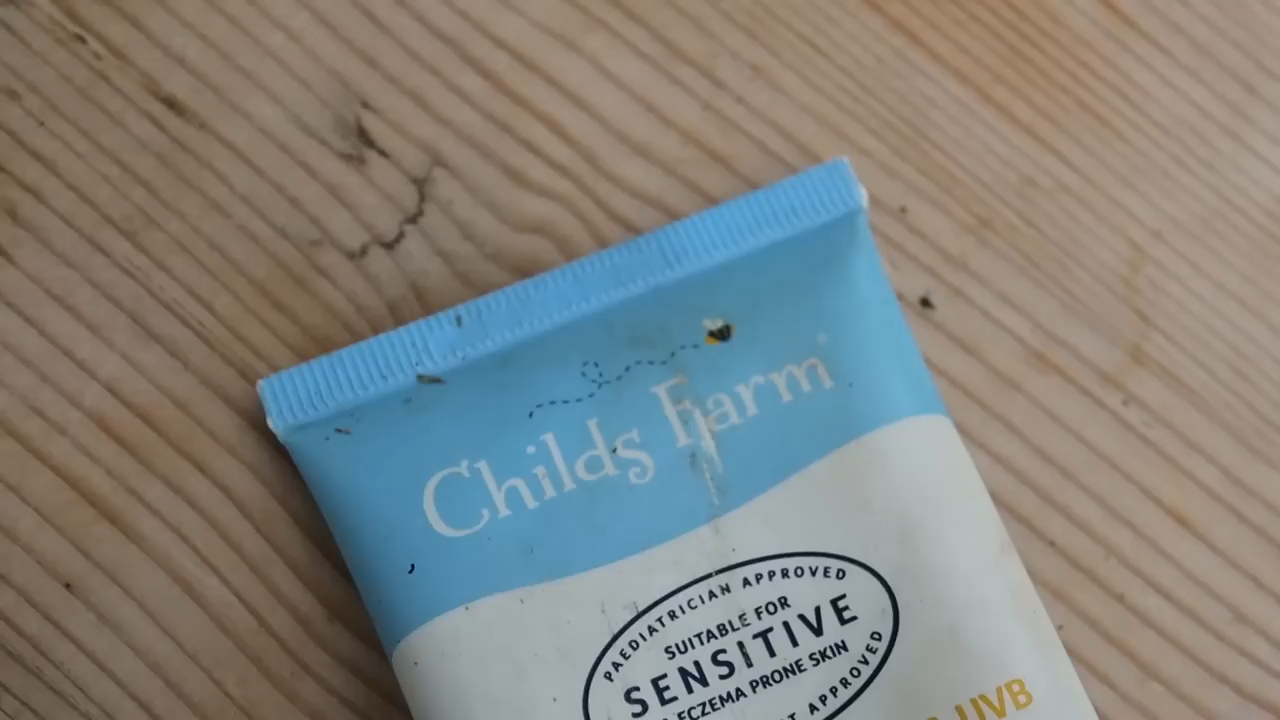 Childs Farm
PAEDIATRICIAN APPROVED
SUITABLE FOR
SENSITIVE
ECZEMA PRONE SKIN
APPROVED
UVB